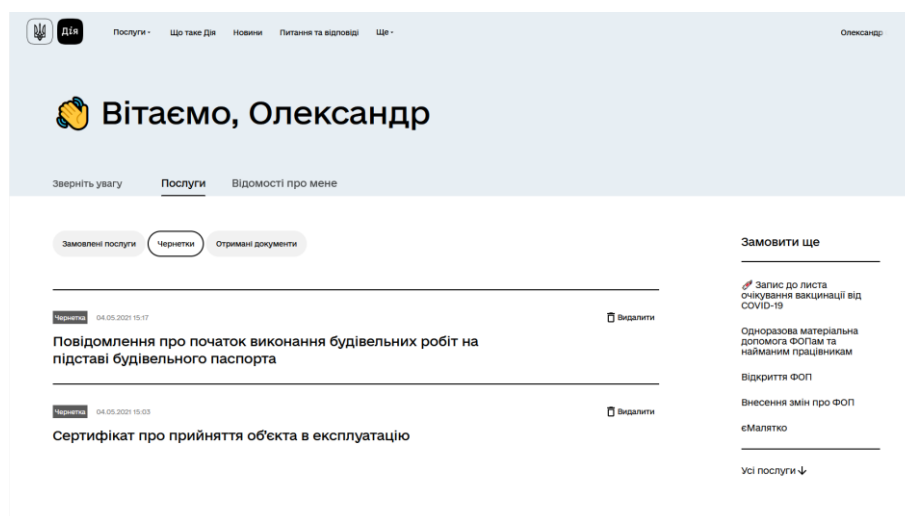 Дія Послуги Що таке Дія Новини Питання та відповіді Ще Олександр
Вітаємо, Олександр
Зверніть увагу Послуги Відомості про мене
Замовлені послуги Чернетки Отримані документи
Чернетка 04.05.2021 15:17 Видалити
Повідомлення про початок виконання будівельних робіт на
підставі будівельного паспорта
Чернетка 04.05.2021 15:03 Видалити
Сертифікат про прийняття об'єкта в експлуатацію
Замовити ще
Запис до листа
очікування вакцинації від
COVID-19
Одноразова матеріальна
допомога ФОПам та
найманим працівникам
Відкриття ФОП
Внесення змін про ФОП
єМалятко
Усі послуги